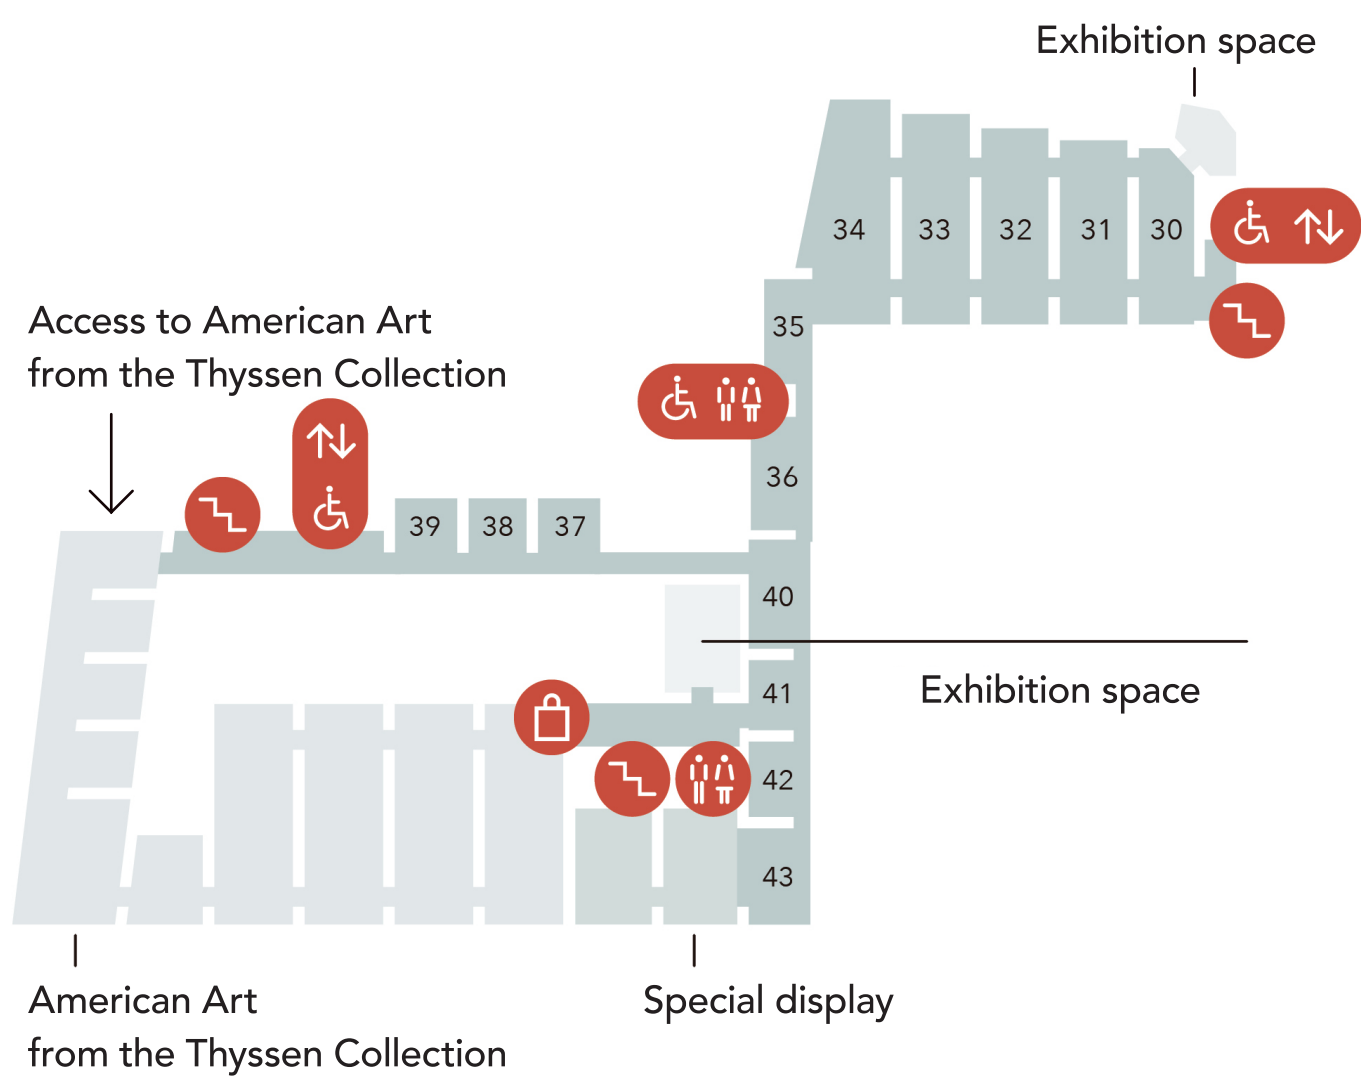 Exhibition space
34 33 32 31 30
Access to American Art
from the Thyssen Collection
35
36
39 38 37
40
Exhibition space
41
42
43
American Art
from the Thyssen Collection
Special display